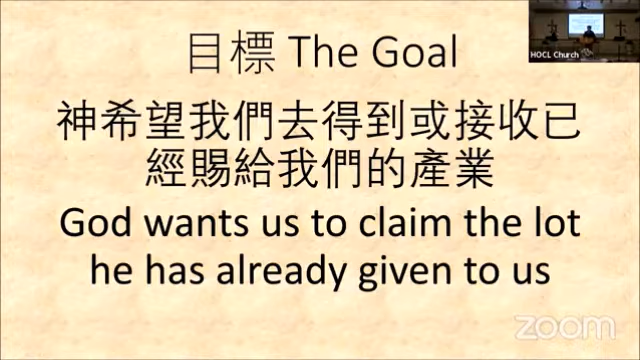 HOCL Church
目標 The Goal
神希望我們去得到或接收已
經賜給我們的產業
God wants us to claim the lot
he has already given to us
zoom